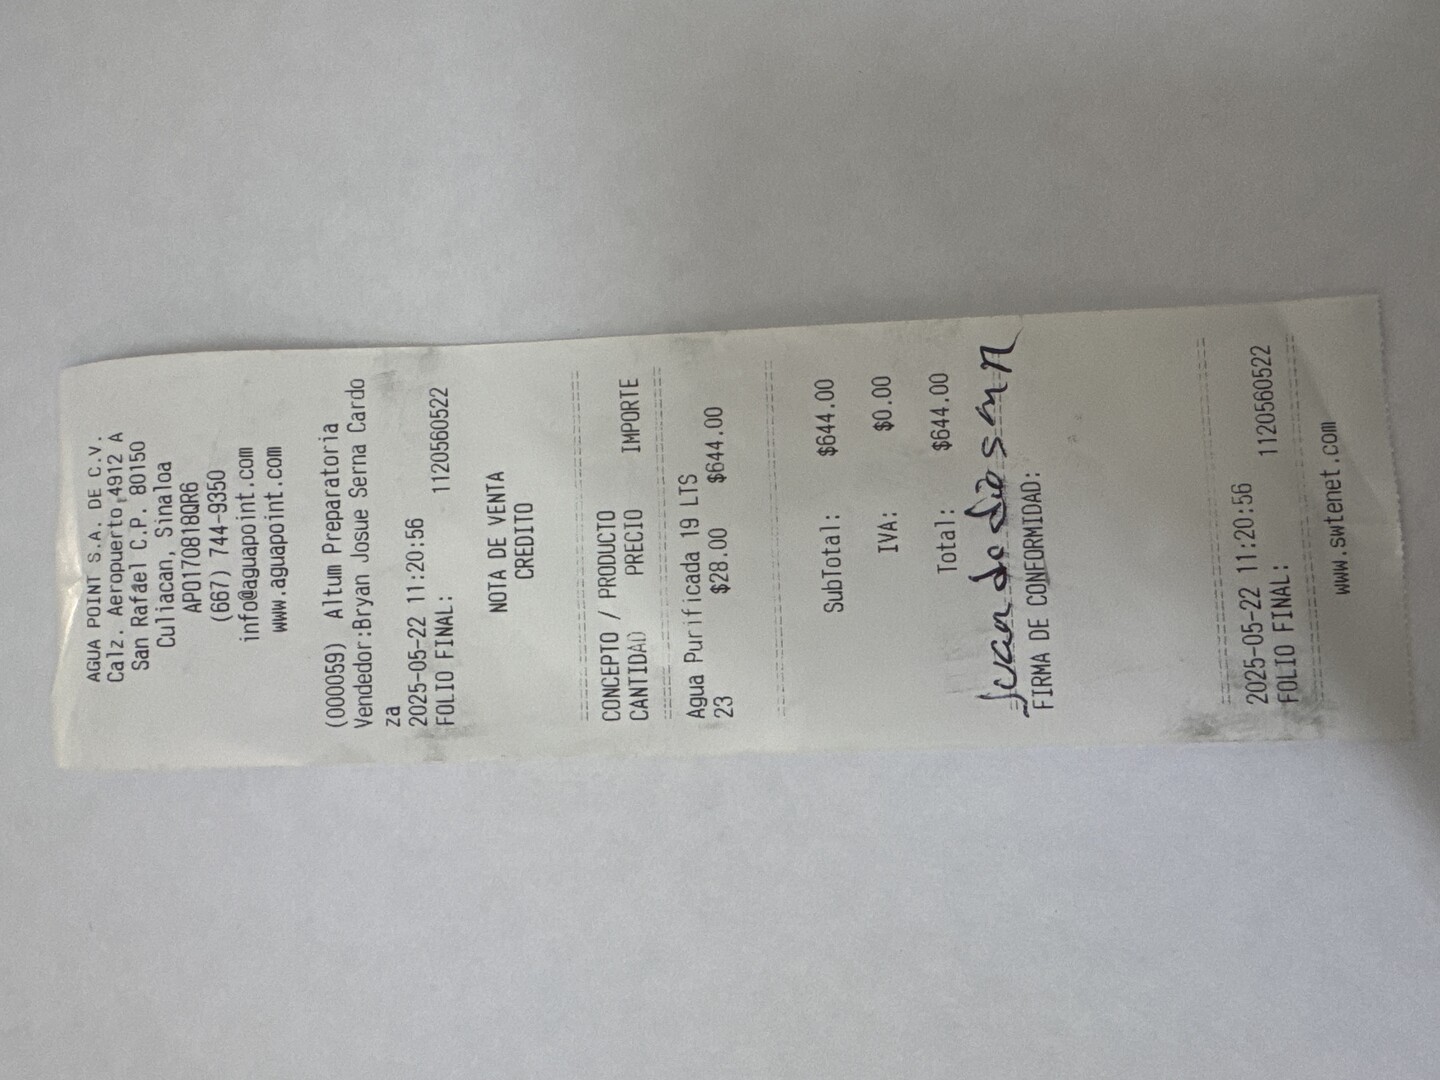 AGUA POINT S.A. DE C.V.
Calz. Aeropuerto,4912 A
San Rafael C.P. 80150
Culiacan, Sinaloa
APO170818QR6
(667) 744-9350
info@aguapoint.com
www.aguapoint.com
(000059) Altum Preparatoria
Vendedor:Bryan Josue Serna Cardo
za
2025-05-22 11:20:56
FOLIO FINAL: 1120560522
NOTA DE VENTA
CREDITO
CONCEPTO / PRODUCTO
CANTIDAD PRECIO IMPORTE
Agua Purificada 19 LTS
23 $28.00 $644.00
SubTotal: $644.00
IVA: $0.00
Total: $644.00
Juan de Dios
FIRMA DE CONFORMIDAD:
2025-05-22 11:20:56
FOLIO FINAL: 1120560522
www.swtenet.com